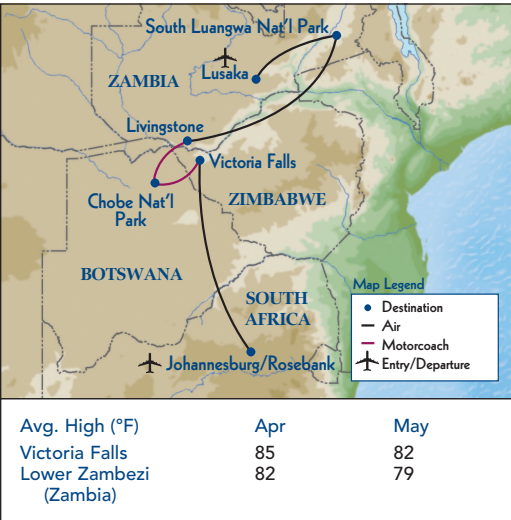 South Luangwa Nat'l Park
ZAMBIA
Lusaka
Livingstone
Victoria Falls
Chobe Nat'l
Park
ZIMBABWE
BOTSWANA
SOUTH
AFRICA
Johannesburg/Rosebank
Map Legend
Destination
Air
Motorcoach
Entry/Departure
Avg. High (°F) Apr May
Victoria Falls 85 82
Lower Zambezi 82 79
(Zambia)